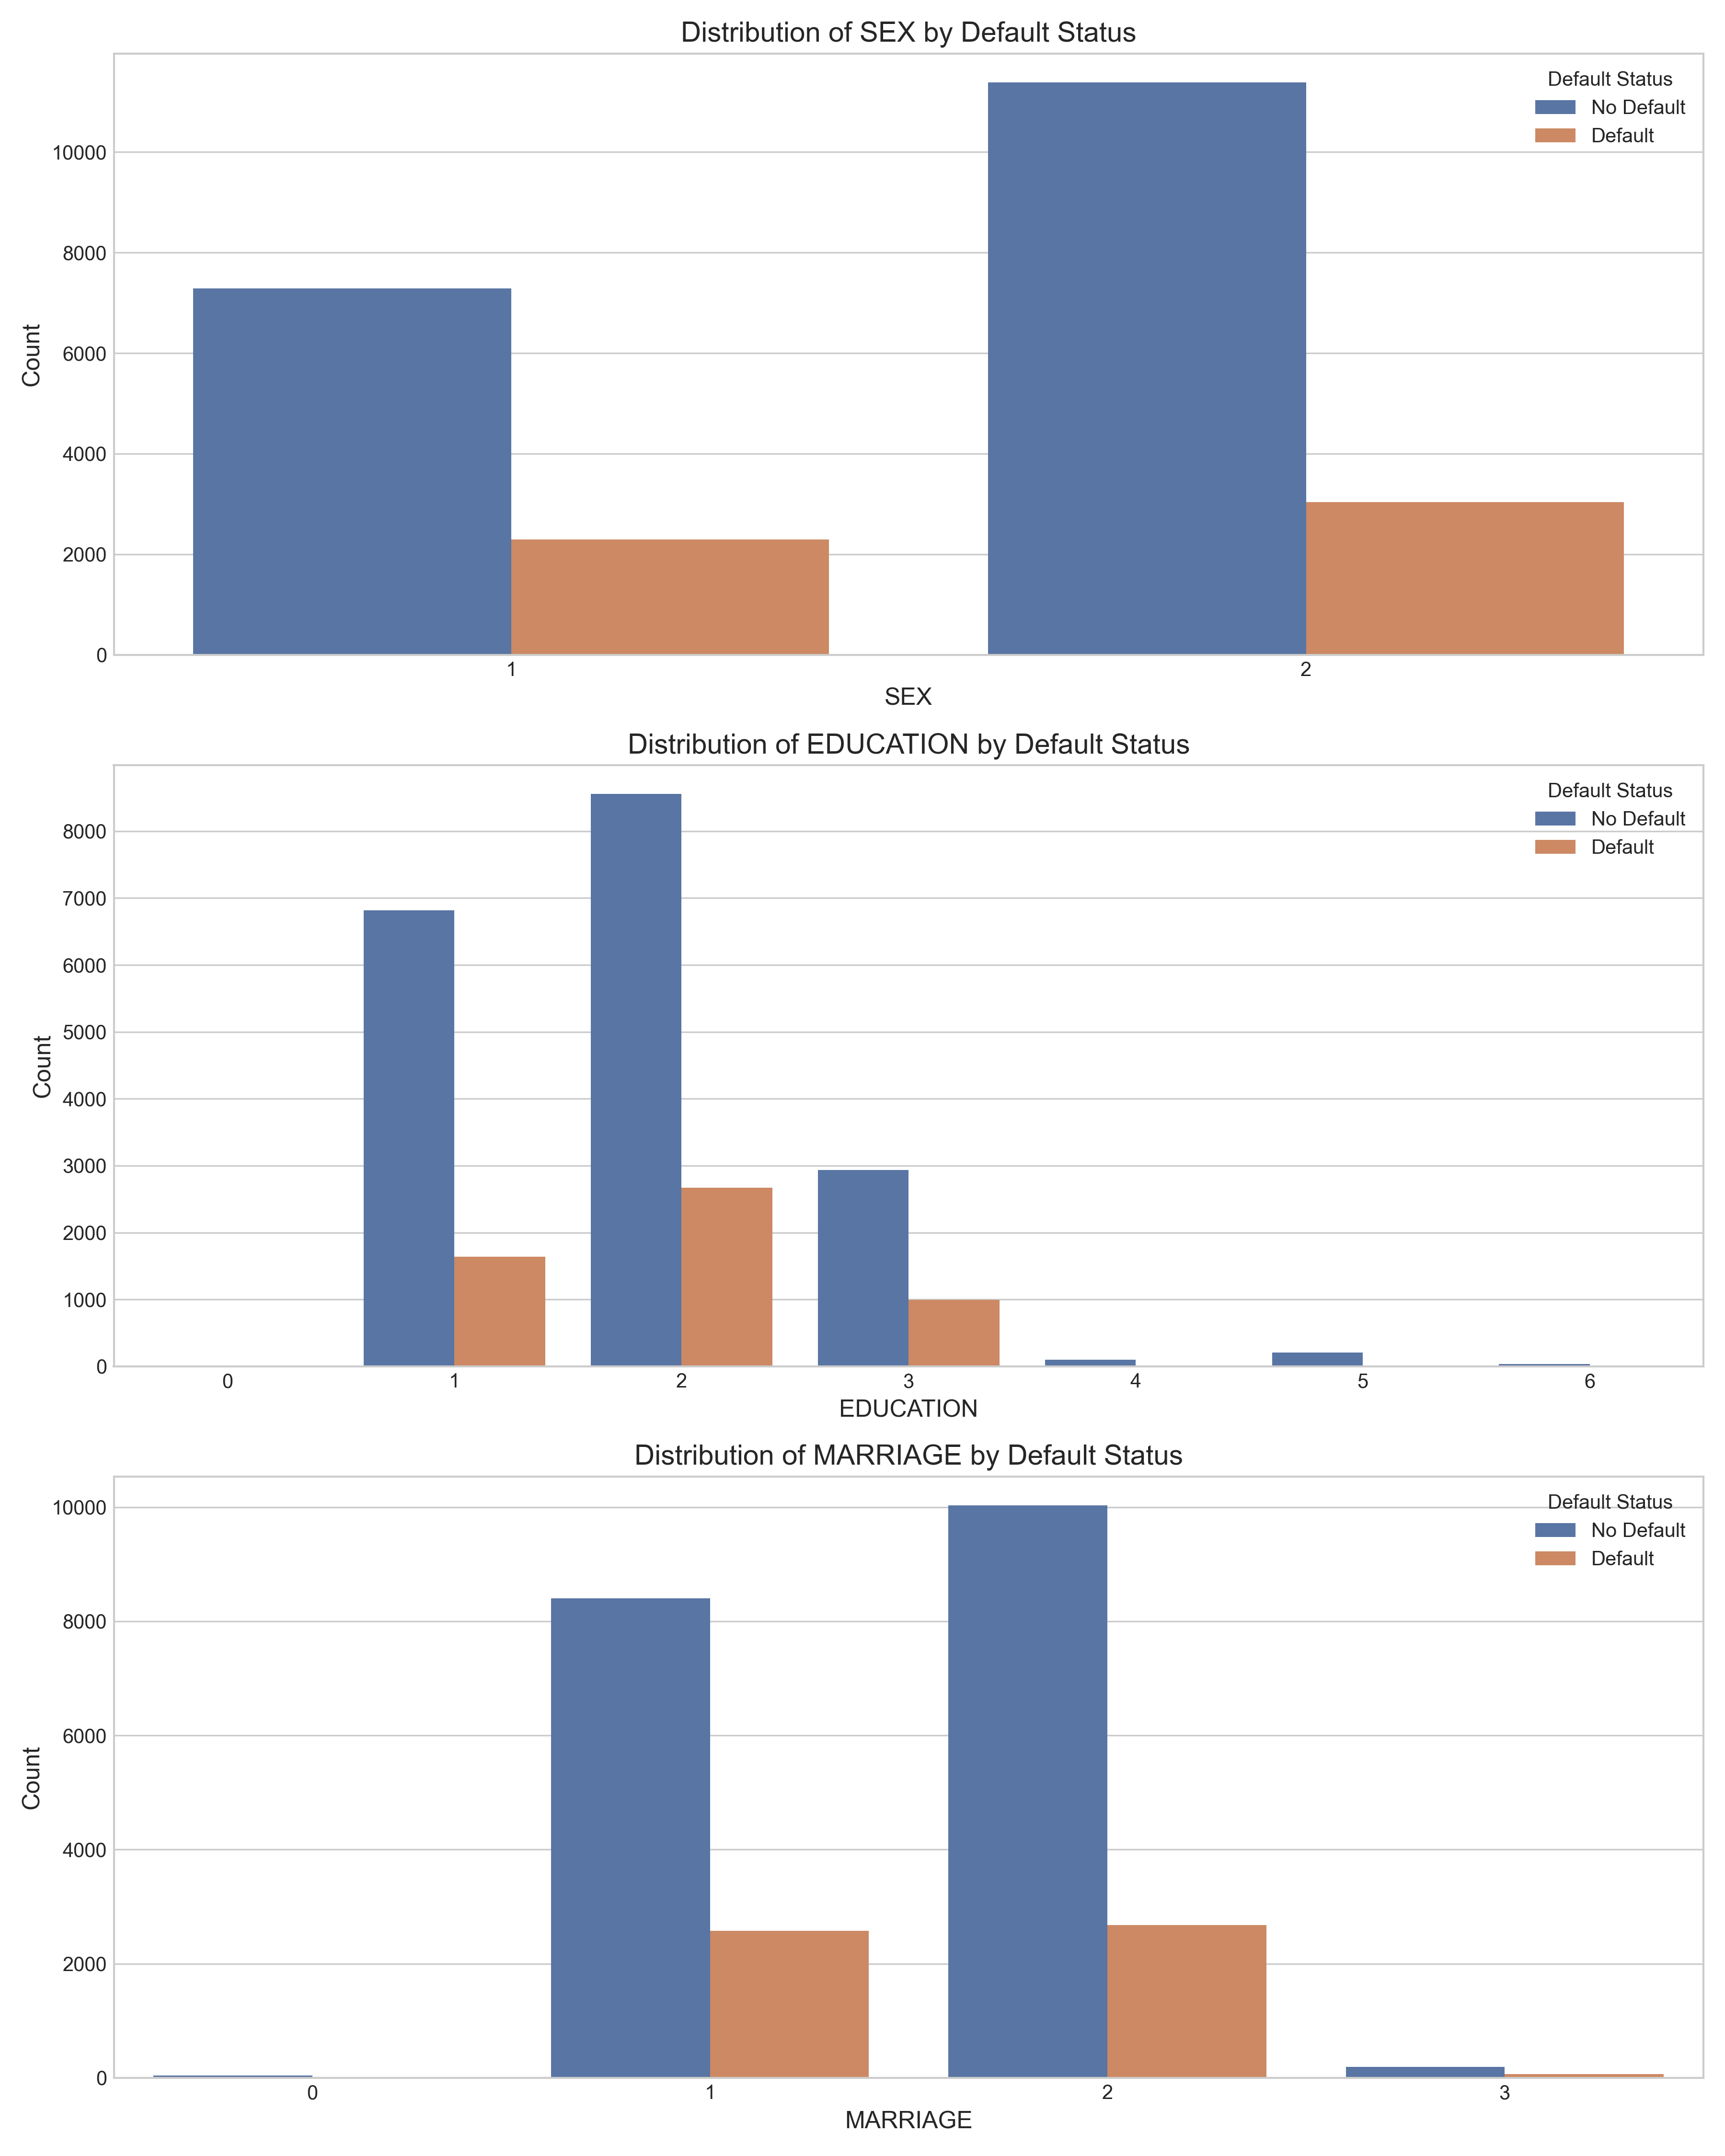 Distribution of SEX by Default Status
Default Status
No Default
Default
10000
8000
6000
4000
2000
0
Count
1
2
SEX
Distribution of EDUCATION by Default Status
Default Status
No Default
Default
8000
7000
6000
5000
4000
3000
2000
1000
0
Count
0
1
2
3
4
5
6
EDUCATION
Distribution of MARRIAGE by Default Status
Default Status
No Default
Default
10000
8000
6000
4000
2000
0
Count
0
1
2
3
MARRIAGE